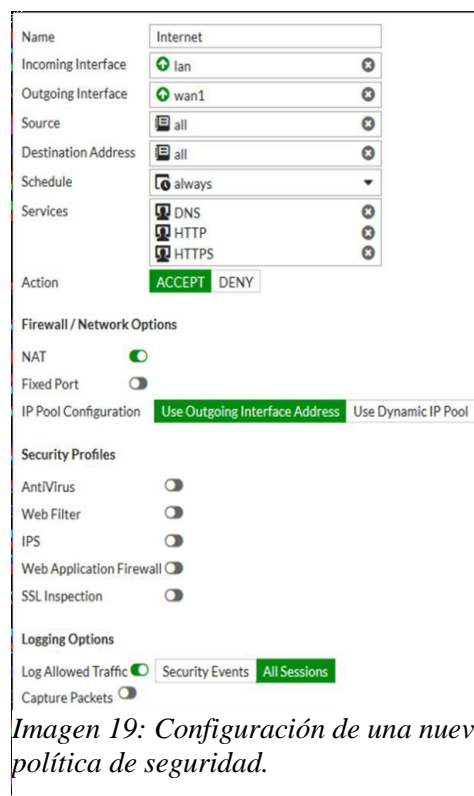 Name Internet
Incoming Interface lan
Outgoing Interface wan1
Source all
Destination Address all
Schedule always
Services DNS
HTTP
HTTPS
Action ACCEPT DENY
Firewall / Network Options
NAT
Fixed Port
IP Pool Configuration Use Outgoing Interface Address Use Dynamic IP Pool
Security Profiles
AntiVirus
Web Filter
IPS
Web Application Firewall
SSL Inspection
Logging Options
Log Allowed Traffic Security Events All Sessions
Capture Packets
Imagen 19: Configuración de una nuev
política de seguridad.